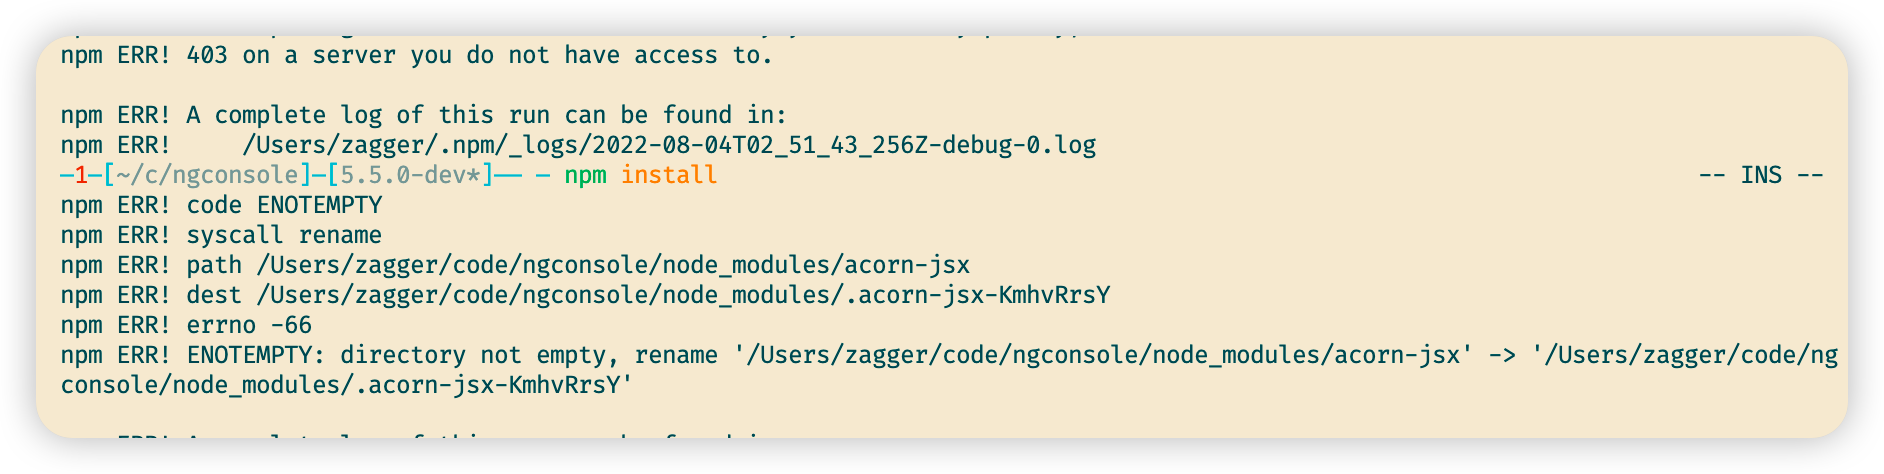 npm ERR! 403 on a server you do not have access to.
npm ERR! A complete log of this run can be found in:
npm ERR!     /Users/zagger/.npm/_logs/2022-08-04T02_51_43_256Z-debug-0.log
—1—[~/c/ngconsole]—[5.5.0-dev*]—— — npm install -- INS --
npm ERR! code ENOTEMPTY
npm ERR! syscall rename
npm ERR! path /Users/zagger/code/ngconsole/node_modules/acorn-jsx
npm ERR! dest /Users/zagger/code/ngconsole/node_modules/.acorn-jsx-KmhvRrsY
npm ERR! errno -66
npm ERR! ENOTEMPTY: directory not empty, rename '/Users/zagger/code/ngconsole/node_modules/acorn-jsx' -> '/Users/zagger/code/ng
console/node_modules/.acorn-jsx-KmhvRrsY'